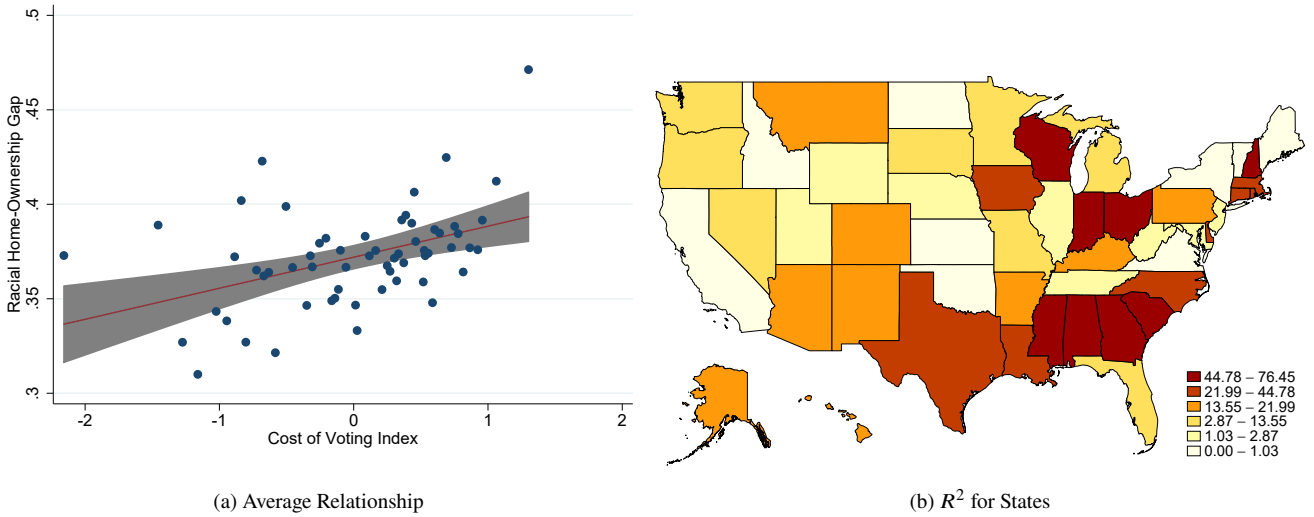 .5
.45
.4
.35
.3
Racial Home-Ownership Gap
-2 -1 0 1 2
Cost of Voting Index
(a) Average Relationship
44.78 – 76.45
21.99 – 44.78
13.55 – 21.99
2.87 – 13.55
1.03 – 2.87
0.00 – 1.03
(b) R² for States